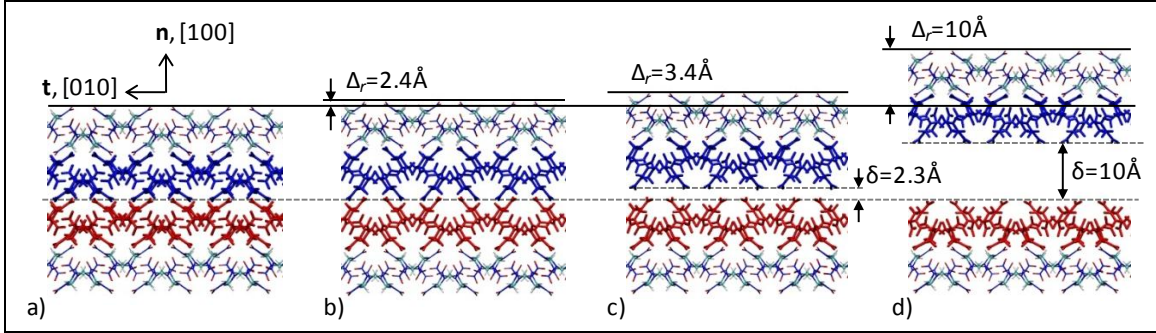 n, [100]
t, [010]
Δr=2.4Å
Δr=3.4Å
Δr=10Å
δ=2.3Å
δ=10Å
a)
b)
c)
d)